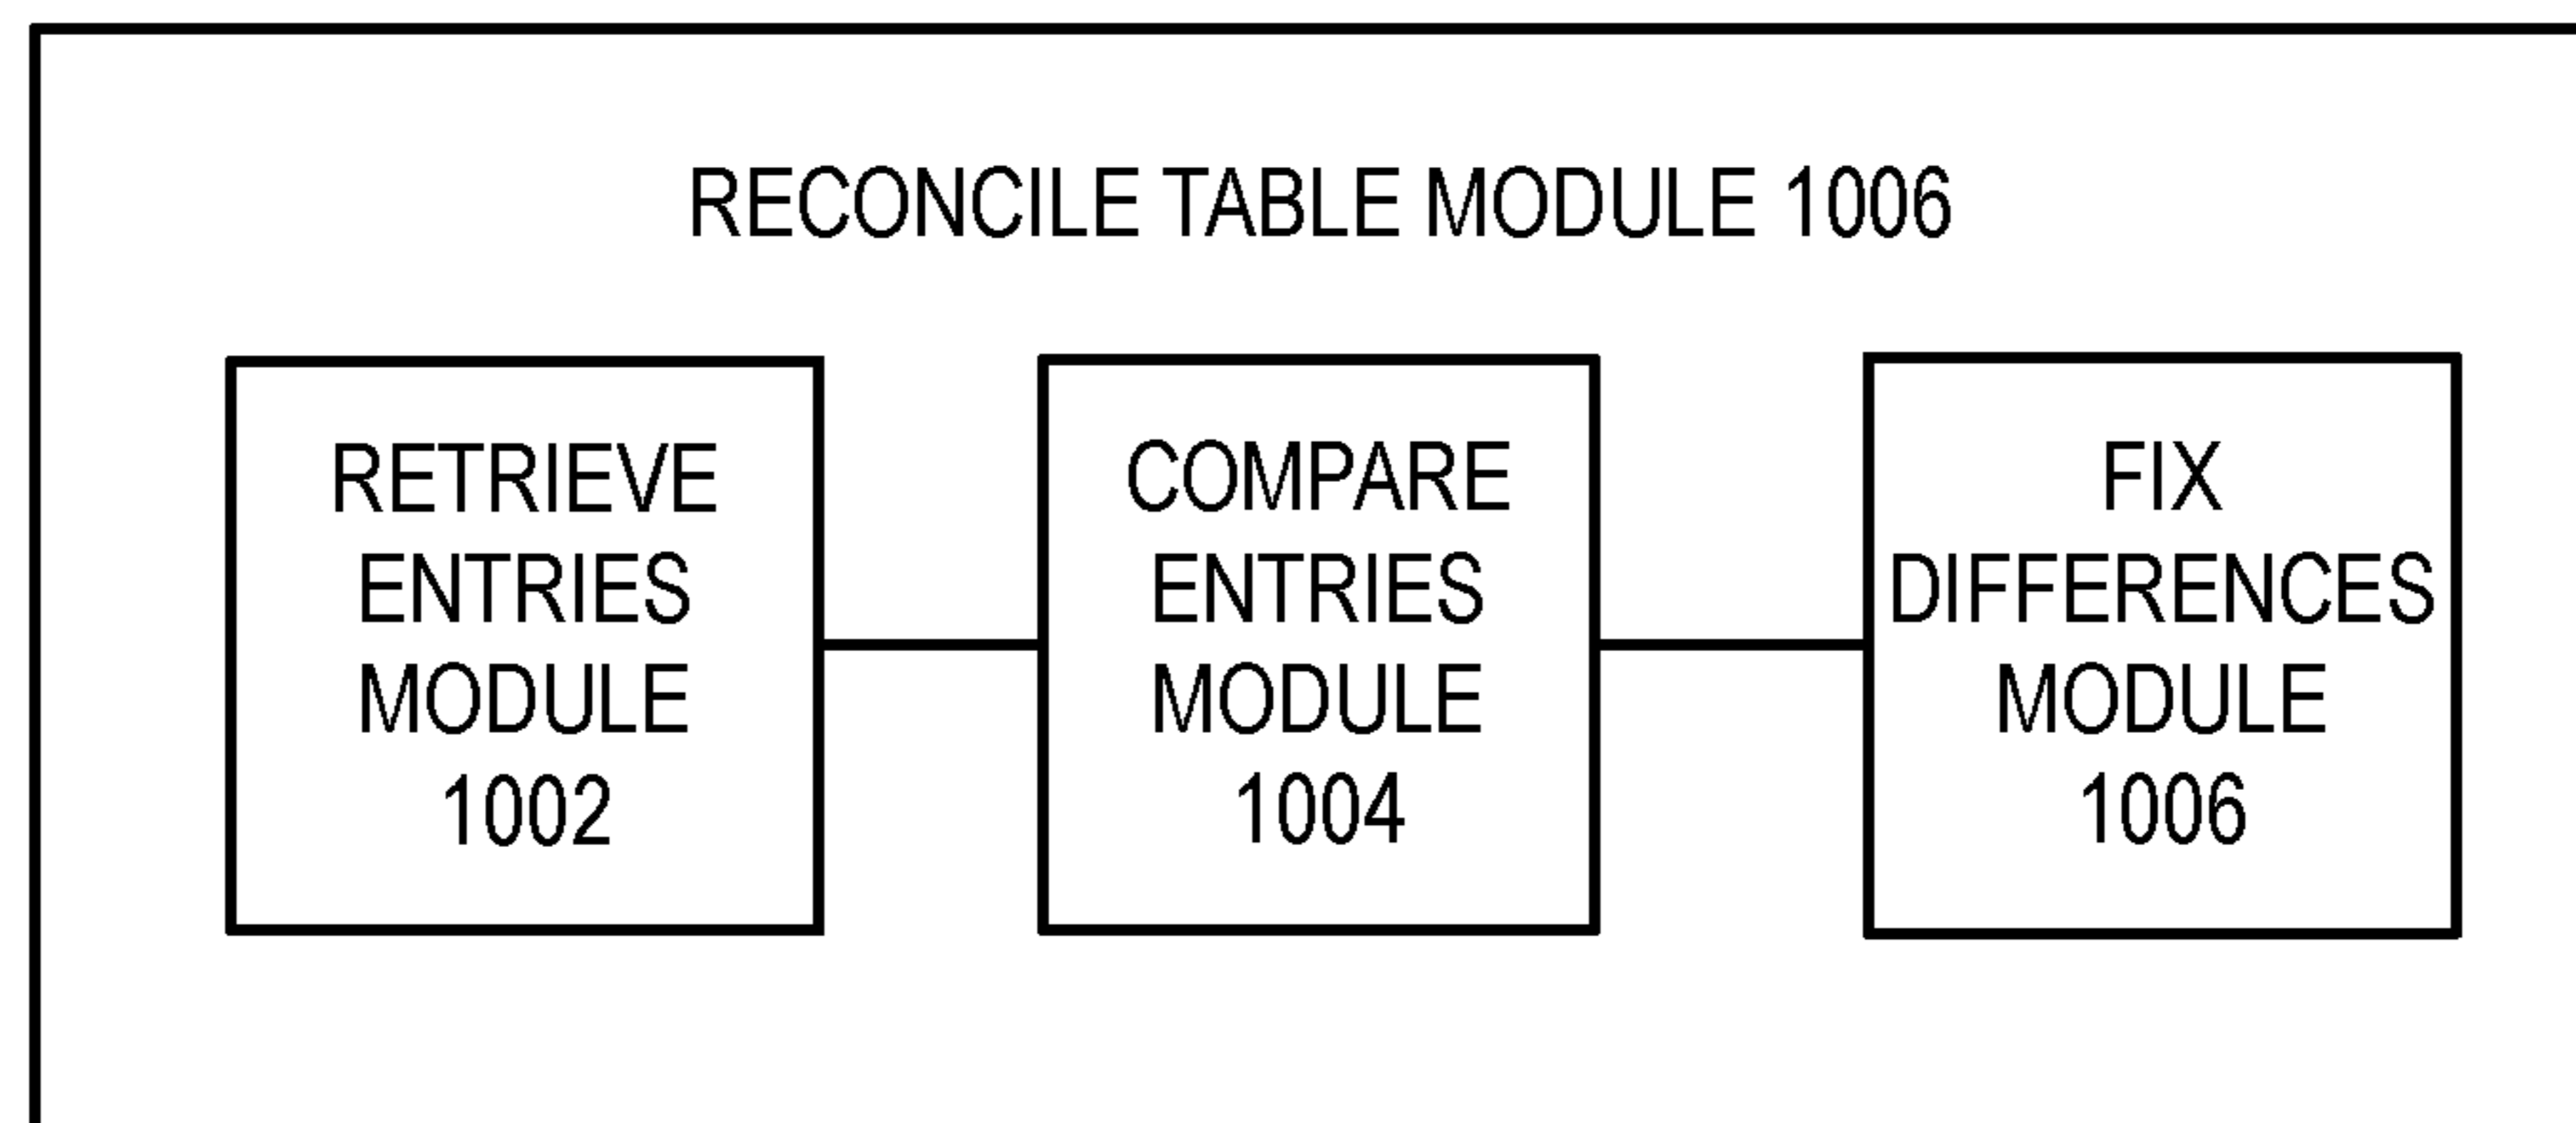 RECONCILE TABLE MODULE 1006
RETRIEVE
ENTRIES
MODULE
1002
COMPARE
ENTRIES
MODULE
1004
FIX
DIFFERENCES
MODULE
1006